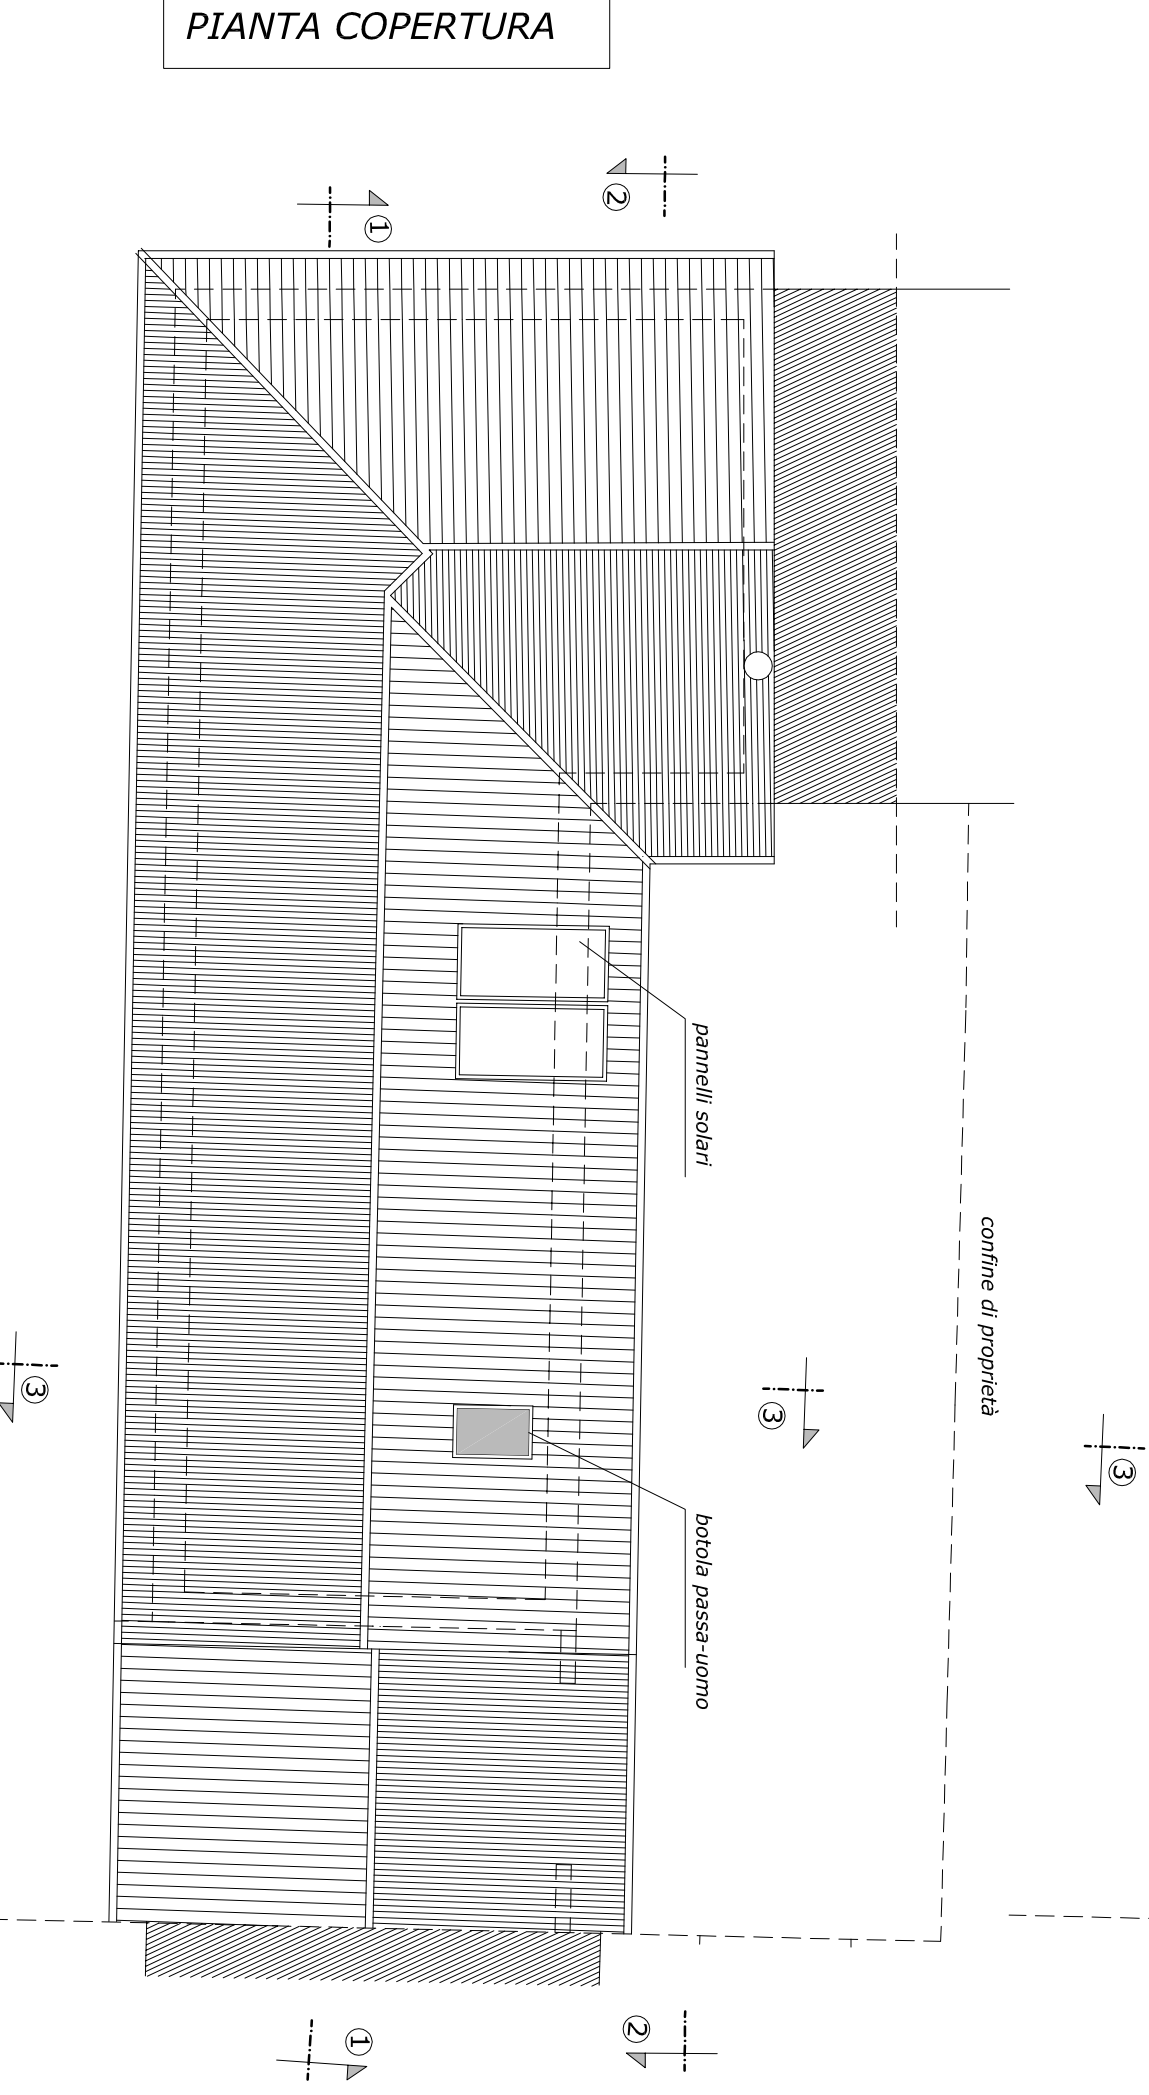 PIANTA COPERTURA
2
1
pannelli solari
confine di proprietà
3
3
3
botola passa-uomo
1
2